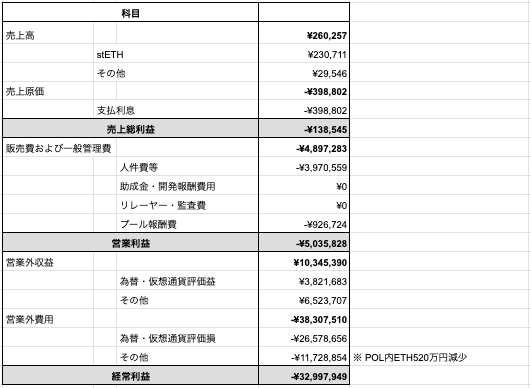 科目
売上高 ¥260,257
stETH ¥230,711
その他 ¥29,546
売上原価 -¥398,802
支払利息 -¥398,802
売上総利益 -¥138,545
販売費および一般管理費 -¥4,897,283
人件費等 -¥3,970,559
助成金・開発報酬費用 ¥0
リレーヤー・監査費 ¥0
プール報酬費 -¥926,724
営業利益 -¥5,035,828
営業外収益 ¥10,345,390
為替・仮想通貨評価益 ¥3,821,683
その他 ¥6,523,707
営業外費用 -¥38,307,510
為替・仮想通貨評価損 -¥26,578,656
その他 -¥11,728,854 ※ POL内ETH520万円減少
経常利益 -¥32,997,949